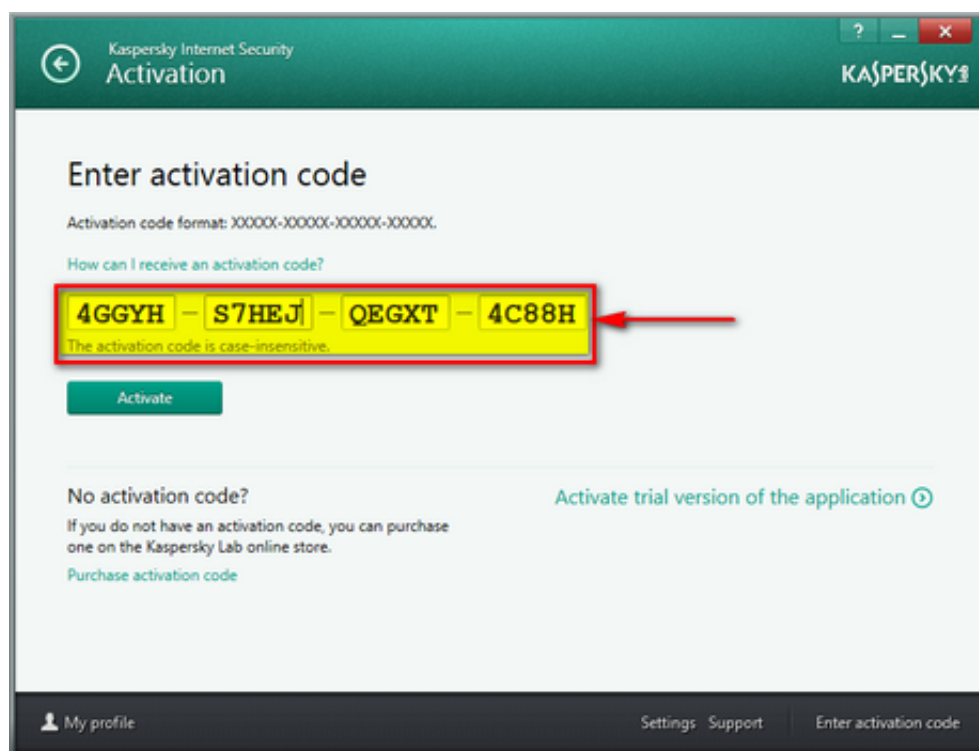 Kaspersky Internet Security
Activation
? 
KASPERSKY lab
Enter activation code
Activation code format: XXXXX-XXXXX-XXXXX-XXXXX.
How can I receive an activation code?
4GGYH – S7HEJ – QEGXT – 4C88H
The activation code is case-insensitive.
Activate
No activation code?
Activate trial version of the application
If you do not have an activation code, you can purchase
one on the Kaspersky Lab online store.
Purchase activation code
My profile
Settings Support Enter activation code